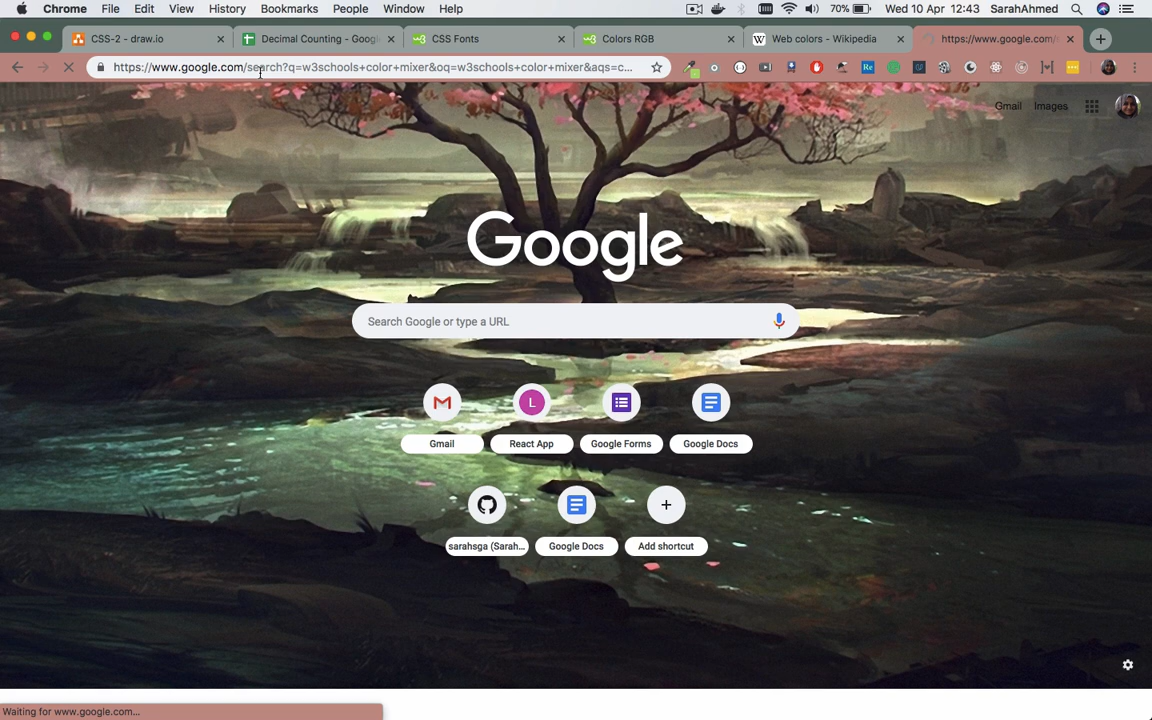 Chrome File Edit View History Bookmarks People Window Help 70% Wed 10 Apr 12:43 SarahAhmed
CSS-2 - draw.io Decimal Counting - Googl CSS Fonts Colors RGB Web colors - Wikipedia https://www.google.com/
https://www.google.com/search?q=w3schools+color+mixer&oq=w3schools+color+mixer&aqs=c...
Gmail Images
Google
Search Google or type a URL
L
Gmail React App Google Forms Google Docs
sarahsga (Sarah... Google Docs Add shortcut
Waiting for www.google.com...